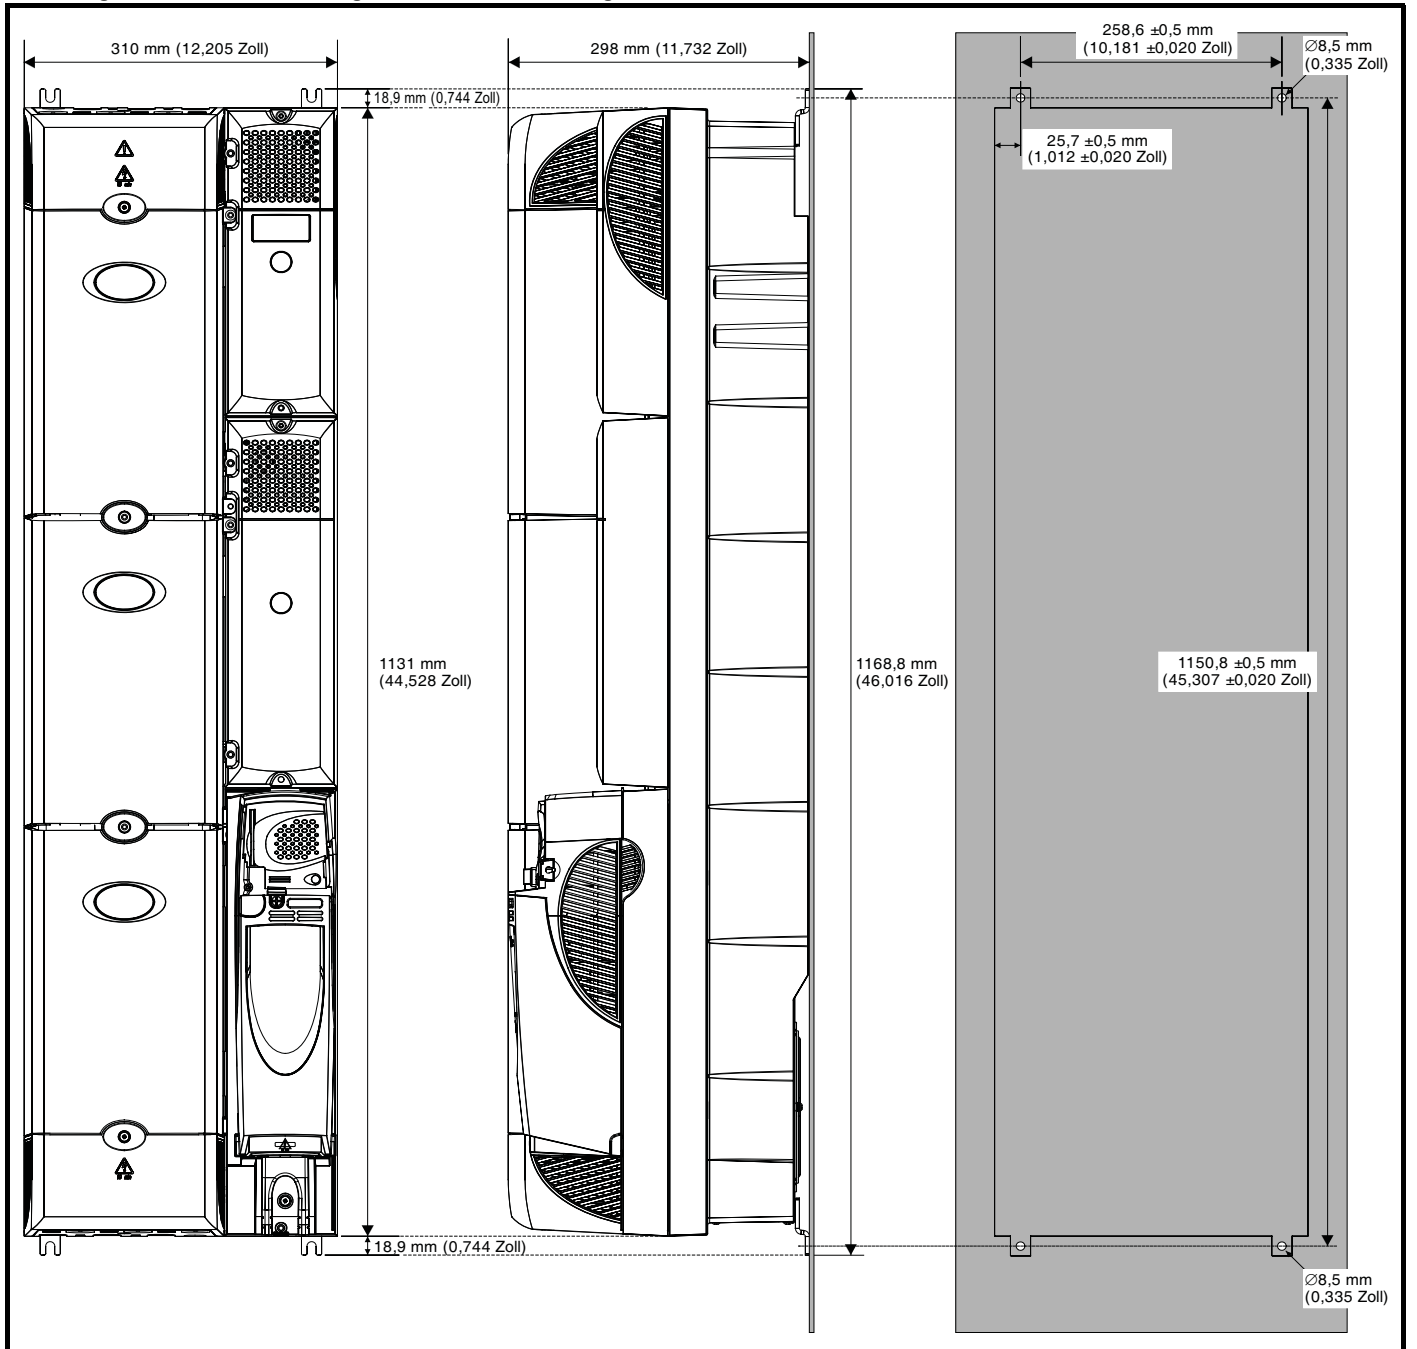 310 mm (12,205 Zoll)
298 mm (11,732 Zoll)
258,6 ±0,5 mm
(10,181 ±0,020 Zoll)
∅8,5 mm
(0,335 Zoll)
18,9 mm (0,744 Zoll)
25,7 ±0,5 mm
(1,012 ±0,020 Zoll)
1131 mm
(44,528 Zoll)
1168,8 mm
(46,016 Zoll)
1150,8 ±0,5 mm
(45,307 ±0,020 Zoll)
18,9 mm (0,744 Zoll)
∅8,5 mm
(0,335 Zoll)